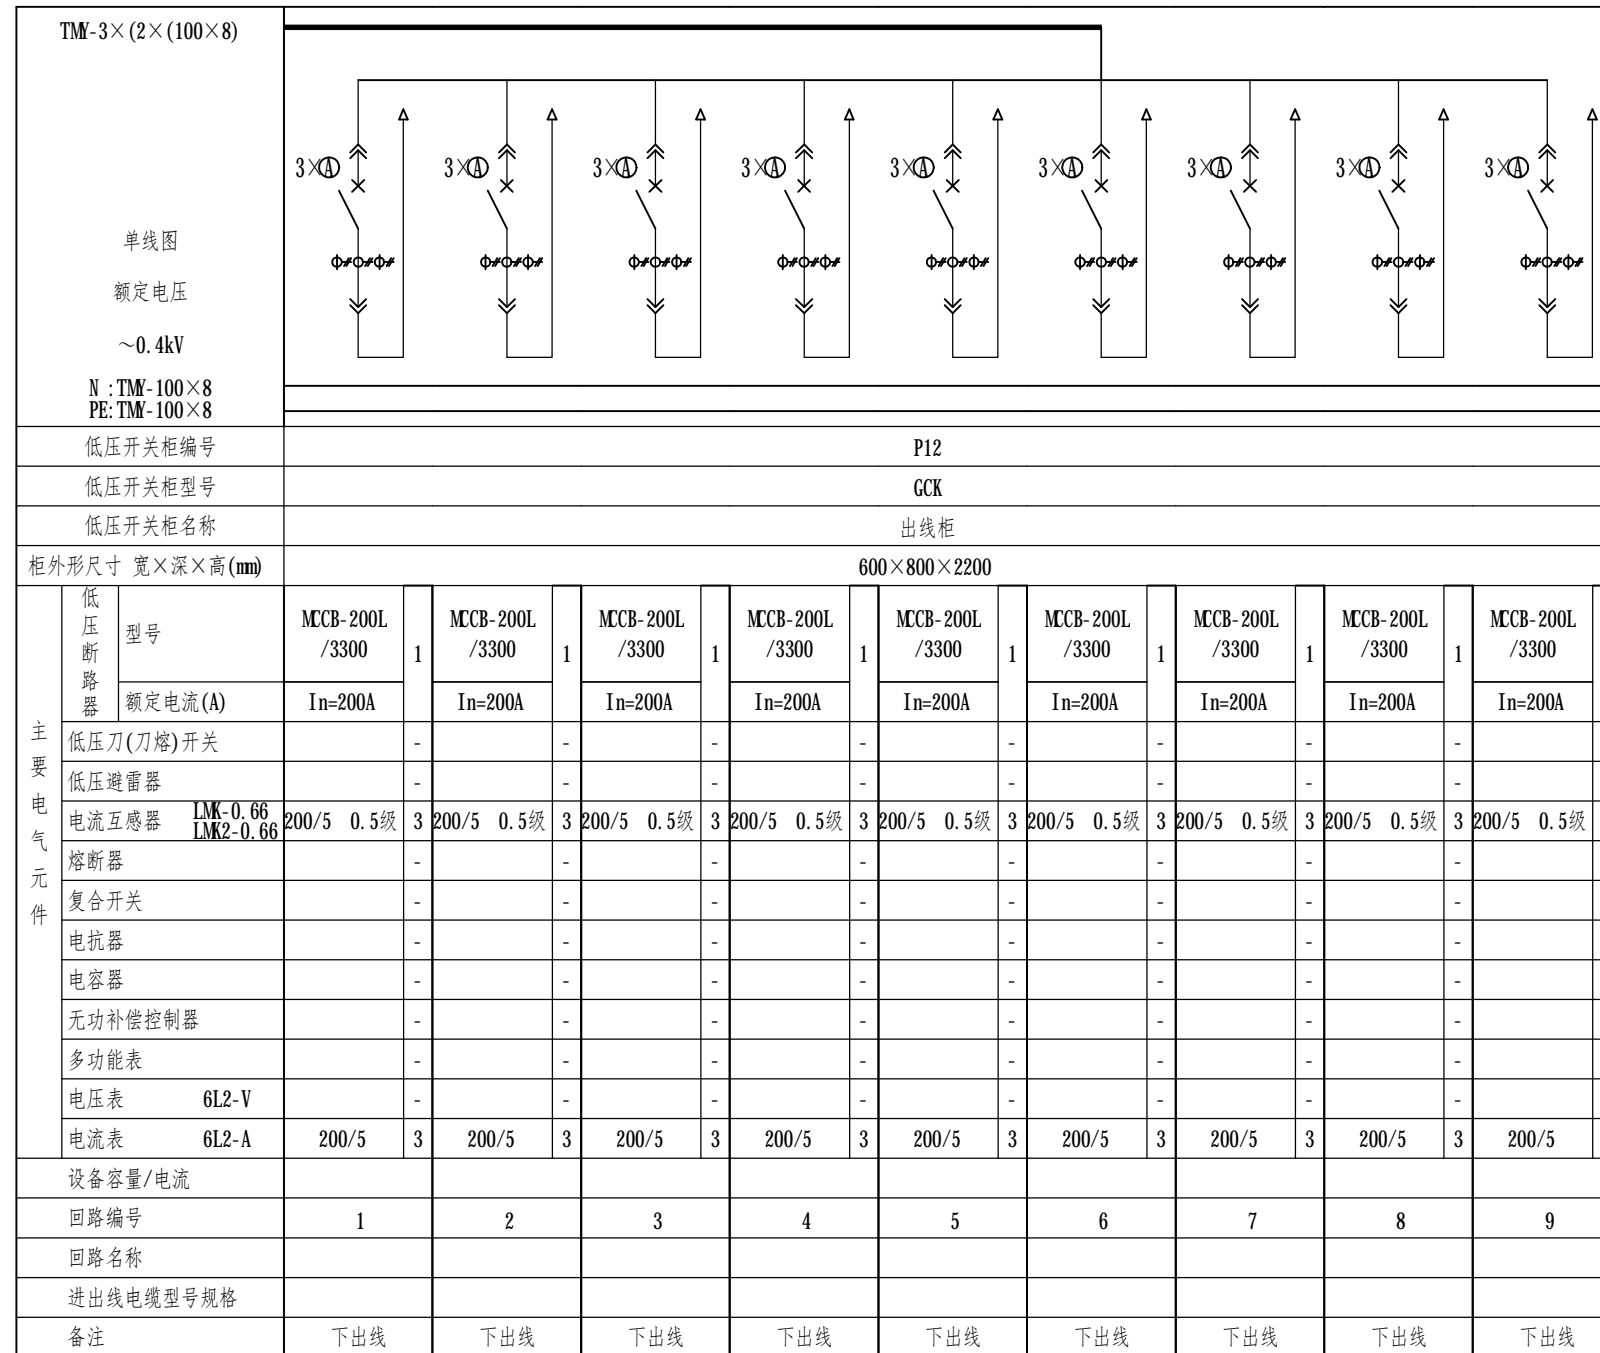 TMY-3×(2×(100×8)
3×A 3×A 3×A 3×A 3×A 3×A 3×A 3×A 3×A
单线图
额定电压
～0.4kV
N :TMY-100×8
PE:TMY-100×8
低压开关柜编号 P12
低压开关柜型号 GCK
低压开关柜名称 出线柜
柜外形尺寸 宽×深×高(mm) 600×800×2200
主要电气元件
低压断路器
型号 MCCB-200L /3300 1 MCCB-200L /3300 1 MCCB-200L /3300 1 MCCB-200L /3300 1 MCCB-200L /3300 1 MCCB-200L /3300 1 MCCB-200L /3300 1 MCCB-200L /3300 1 MCCB-200L /3300
额定电流(A) In=200A In=200A In=200A In=200A In=200A In=200A In=200A In=200A In=200A
低压刀(刀熔)开关 - - - - - - - -
低压避雷器 - - - - - - - -
电流互感器 LMK-0.66 LMK2-0.66 200/5 0.5级 3 200/5 0.5级 3 200/5 0.5级 3 200/5 0.5级 3 200/5 0.5级 3 200/5 0.5级 3 200/5 0.5级 3 200/5 0.5级 3 200/5 0.5级
熔断器 - - - - - - - -
复合开关 - - - - - - - -
电抗器 - - - - - - - -
电容器 - - - - - - - -
无功补偿控制器 - - - - - - - -
多功能表 - - - - - - - -
电压表 6L2-V - - - - - - - -
电流表 6L2-A 200/5 3 200/5 3 200/5 3 200/5 3 200/5 3 200/5 3 200/5 3 200/5 3 200/5
设备容量/电流
回路编号 1 2 3 4 5 6 7 8 9
回路名称
进出线电缆型号规格
备注 下出线 下出线 下出线 下出线 下出线 下出线 下出线 下出线 下出线